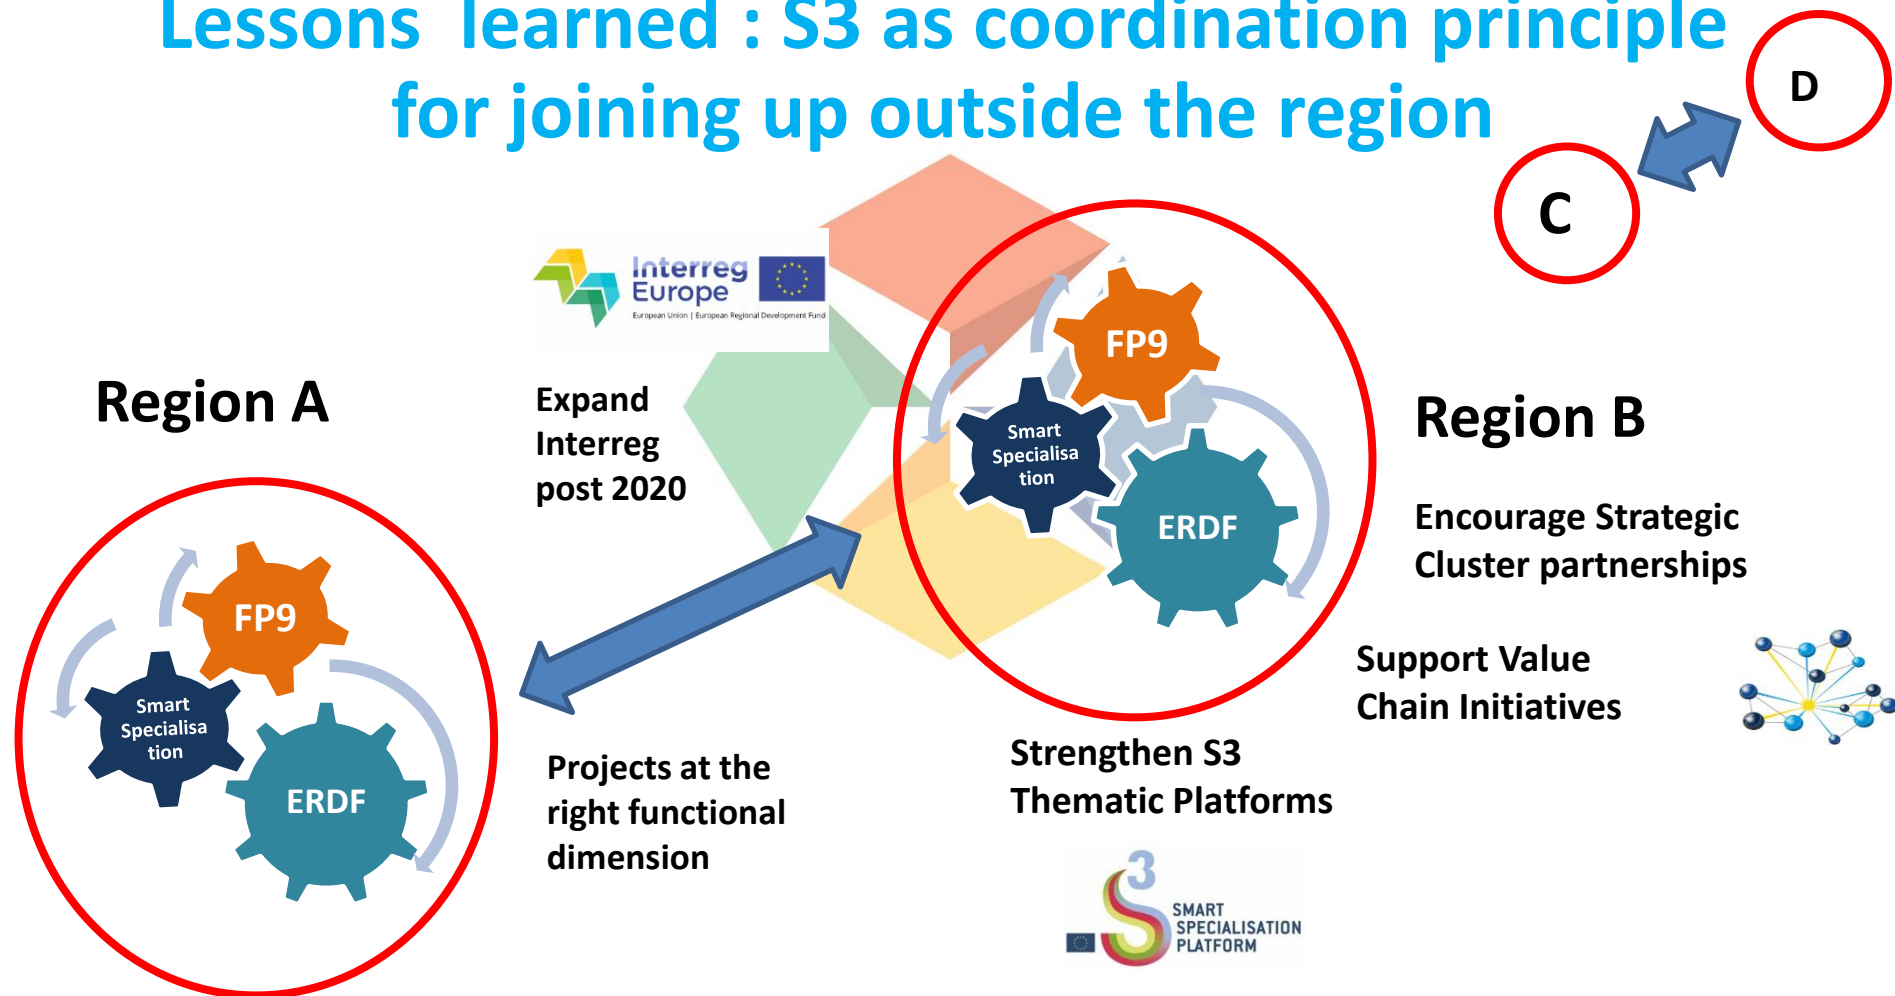 Lessons learned : S3 as coordination principle
for joining up outside the region
D
C
Interreg
Europe
European Union | European Regional Development Fund
Region A
Expand
Interreg
post 2020
FP9
Smart
Specialisa
tion
ERDF
Region B
Encourage Strategic
Cluster partnerships
Support Value
Chain Initiatives
FP9
Smart
Specialisa
tion
ERDF
Projects at the
right functional
dimension
Strengthen S3
Thematic Platforms
S3
SMART
SPECIALISATION
PLATFORM